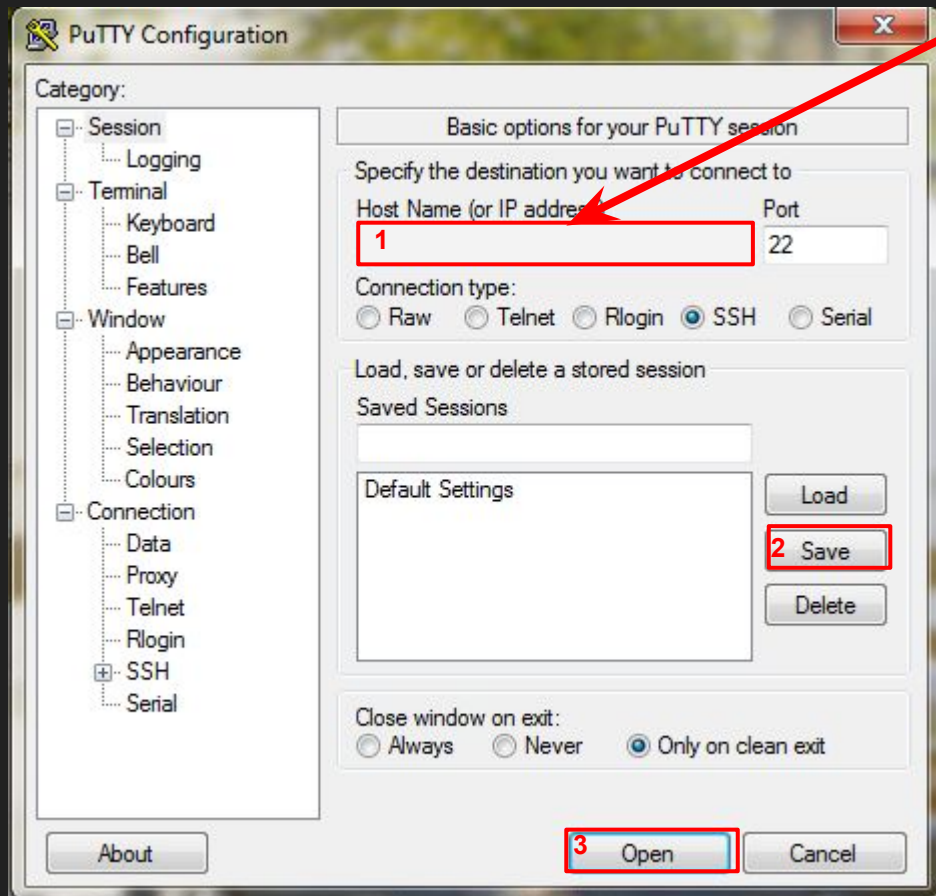 PuTTY Configuration
Category:
Session
Logging
Terminal
Keyboard
Bell
Features
Window
Appearance
Behaviour
Translation
Selection
Colours
Connection
Data
Proxy
Telnet
Rlogin
SSH
Serial
Basic options for your PuTTY session
Specify the destination you want to connect to
Host Name (or IP address) Port
1 22
Connection type:
Raw Telnet Rlogin SSH Serial
Load, save or delete a stored session
Saved Sessions
Default Settings
Load
2 Save
Delete
Close window on exit:
Always Never Only on clean exit
About 3 Open Cancel